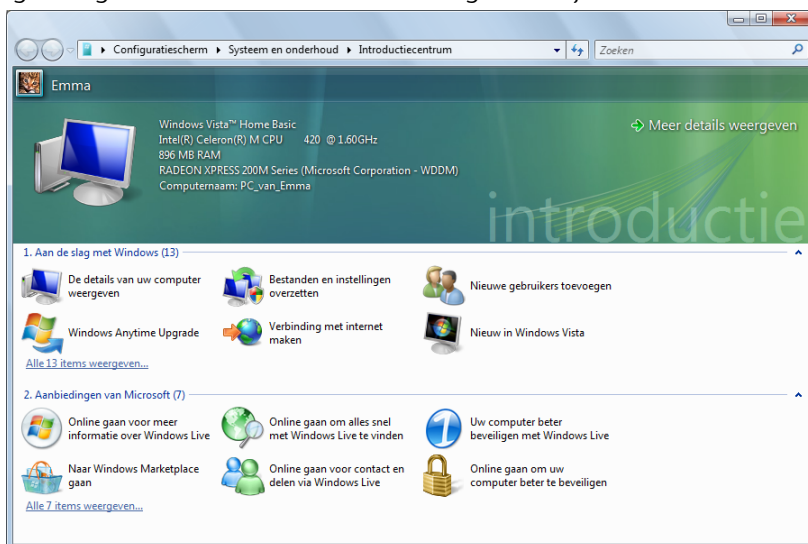 Configuratiescherm ▸ Systeem en onderhoud ▸ Introductiecentrum
Zoeken
Emma
Windows Vista™ Home Basic
Intel(R) Celeron(R) M CPU 420 @ 1.60GHz
896 MB RAM
RADEON XPRESS 200M Series (Microsoft Corporation - WDDM)
Computernaam: PC_van_Emma
Meer details weergeven
introductie
1. Aan de slag met Windows (13)
De details van uw computer
weergeven
Bestanden en instellingen
overzetten
Nieuwe gebruikers toevoegen
Windows Anytime Upgrade
Verbinding met internet
maken
Nieuw in Windows Vista
Alle 13 items weergeven...
2. Aanbiedingen van Microsoft (7)
Online gaan voor meer
informatie over Windows Live
Online gaan om alles snel
met Windows Live te vinden
Uw computer beter
beveiligen met Windows Live
Naar Windows Marketplace
gaan
Online gaan voor contact en
delen via Windows Live
Online gaan om uw
computer beter te beveiligen
Alle 7 items weergeven...